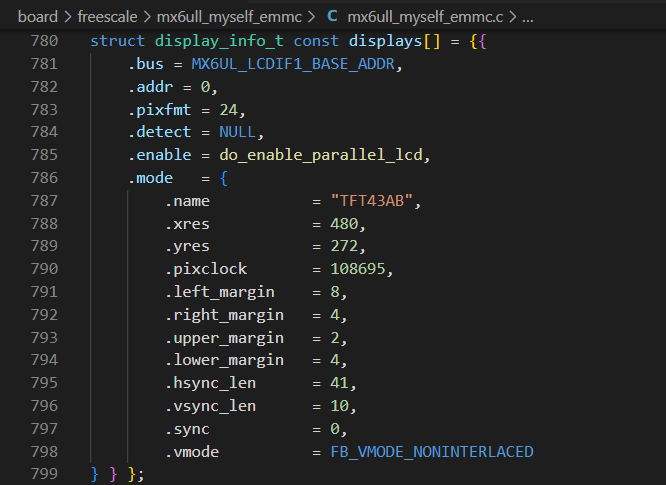 board > freescale > mx6ull_myself_emmc > C mx6ull_myself_emmc.c > ...
780 struct display_info_t const displays[] = {{
781 .bus = MX6UL_LCDIF1_BASE_ADDR,
782 .addr = 0,
783 .pixfmt = 24,
784 .detect = NULL,
785 .enable = do_enable_parallel_lcd,
786 .mode   = {
787 .name           = "TFT43AB",
788 .xres           = 480,
789 .yres           = 272,
790 .pixclock       = 108695,
791 .left_margin    = 8,
792 .right_margin   = 4,
793 .upper_margin   = 2,
794 .lower_margin   = 4,
795 .hsync_len      = 41,
796 .vsync_len      = 10,
797 .sync           = 0,
798 .vmode          = FB_VMODE_NONINTERLACED
799 } } };